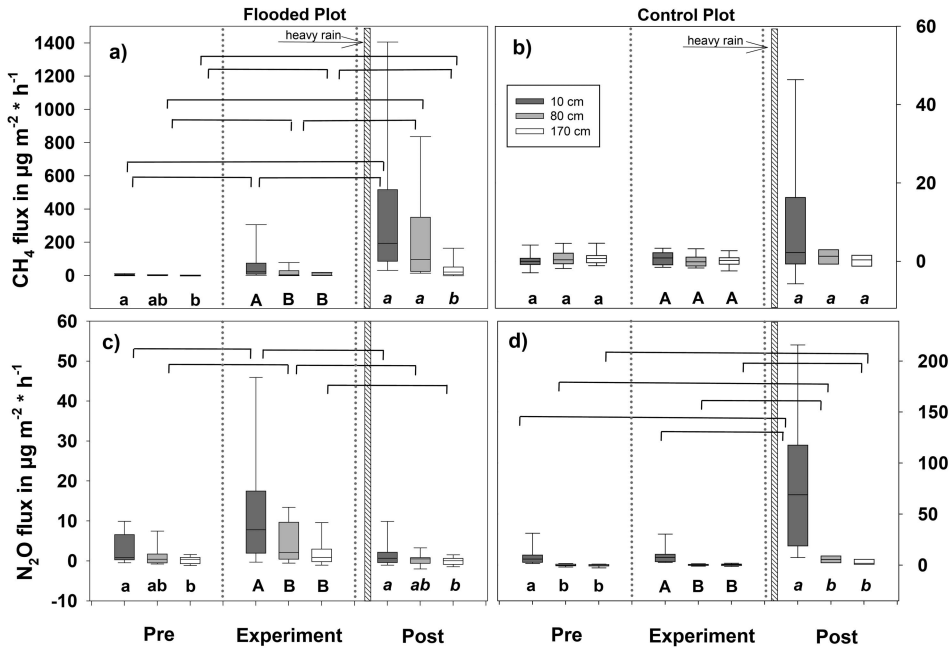 Flooded Plot
Control Plot
heavy rain
heavy rain
a)
b)
1400
1200
1000
800
600
400
200
0
CH4 flux in µg m-2 * h-1
60
40
20
0
10 cm
80 cm
170 cm
a ab b A B B a a b
a a a A A A a a a
c)
d)
60
50
40
30
20
10
0
-10
N2O flux in µg m-2 * h-1
200
150
100
50
0
a ab b A B B a ab b
a b b A B B a b b
Pre Experiment Post
Pre Experiment Post